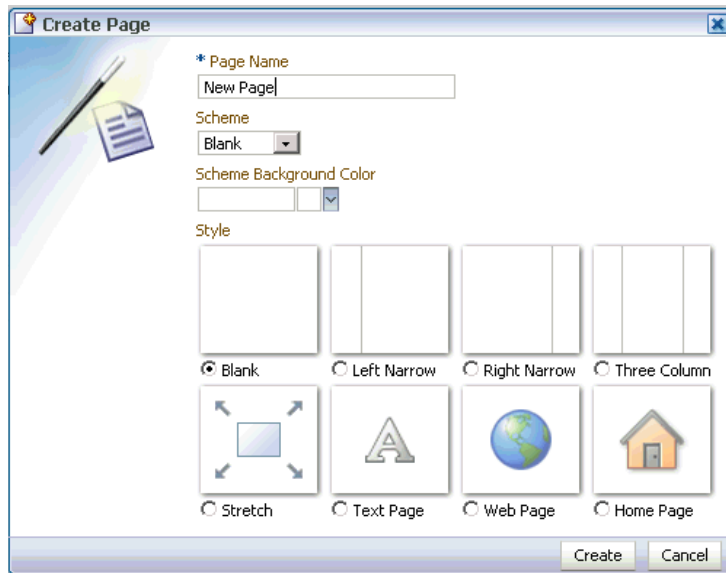 Create Page
* Page Name
New Page
Scheme
Blank
Scheme Background Color
Style
Blank Left Narrow Right Narrow Three Column
A
Stretch Text Page Web Page Home Page
Create Cancel